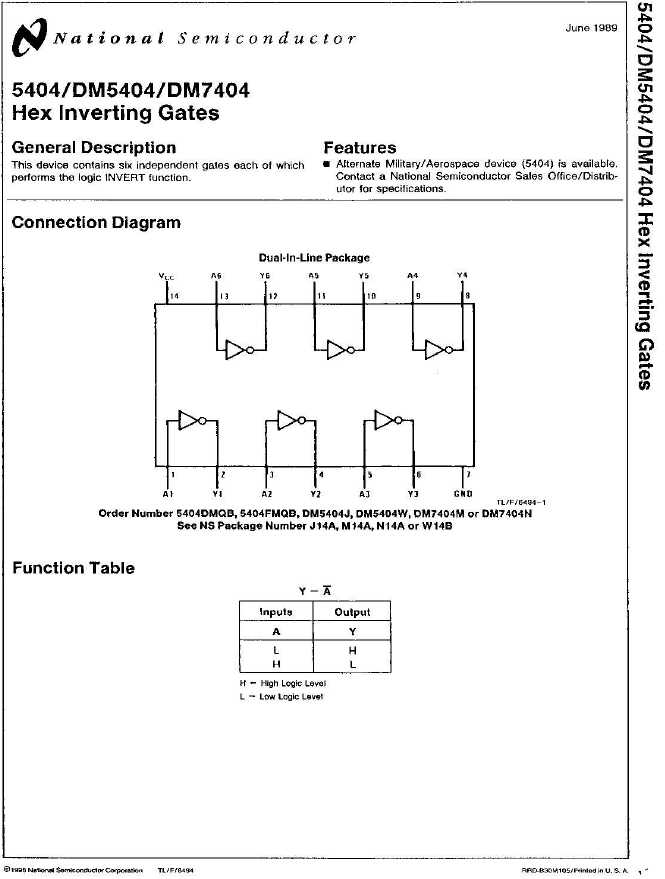 National Semiconductor
June 1989
5404/DM5404/DM7404
Hex Inverting Gates
General Description
This device contains six independent gates each of which
performs the logic INVERT function.
Features
■ Alternate Military/Aerospace device (5404) is available.
Contact a National Semiconductor Sales Office/Distrib-
utor for specifications.
Connection Diagram
Dual-In-Line Package
VCC A6 Y6 A5 Y5 A4 Y4
14 13 12 11 10 9 8
1 2 3 4 5 6 7
A1 Y1 A2 Y2 A3 Y3 GND
TL/F/6494–1
Order Number 5404DMQB, 5404FMQB, DM5404J, DM5404W, DM7404M or DM7404N
See NS Package Number J14A, M14A, N14A or W14B
Function Table
Y = A̅
Inputs Output
A Y
L H
H L
H = High Logic Level
L = Low Logic Level
©1995 National Semiconductor Corporation TL/F/6494
RRD-B30M105/Printed in U. S. A.
1
5404/DM5404/DM7404 Hex Inverting Gates